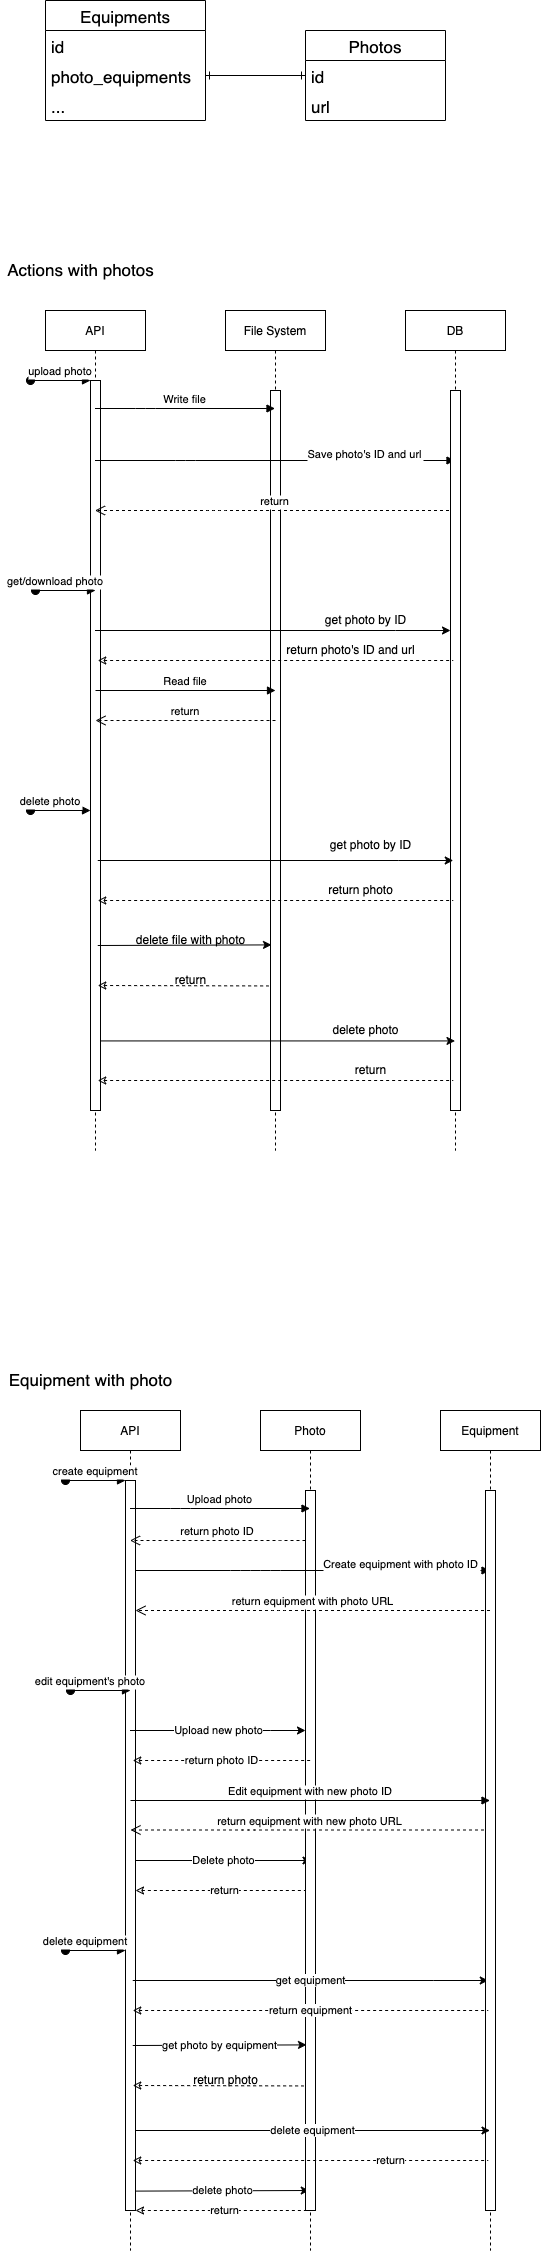 Equipments
id
photo_equipments
...
Photos
id
url
Actions with photos
API
File System
DB
upload photo
Write file
Save photo's ID and url
return
get/download photo
get photo by ID
return photo's ID and url
Read file
return
delete photo
get photo by ID
return photo
delete file with photo
return
delete photo
return
Equipment with photo
API
Photo
Equipment
create equipment
Upload photo
return photo ID
Create equipment with photo ID
return equipment with photo URL
edit equipment's photo
Upload new photo
return photo ID
Edit equipment with new photo ID
return equipment with new photo URL
Delete photo
return
delete equipment
get equipment
return equipment
get photo by equipment
return photo
delete equipment
return
delete photo
return